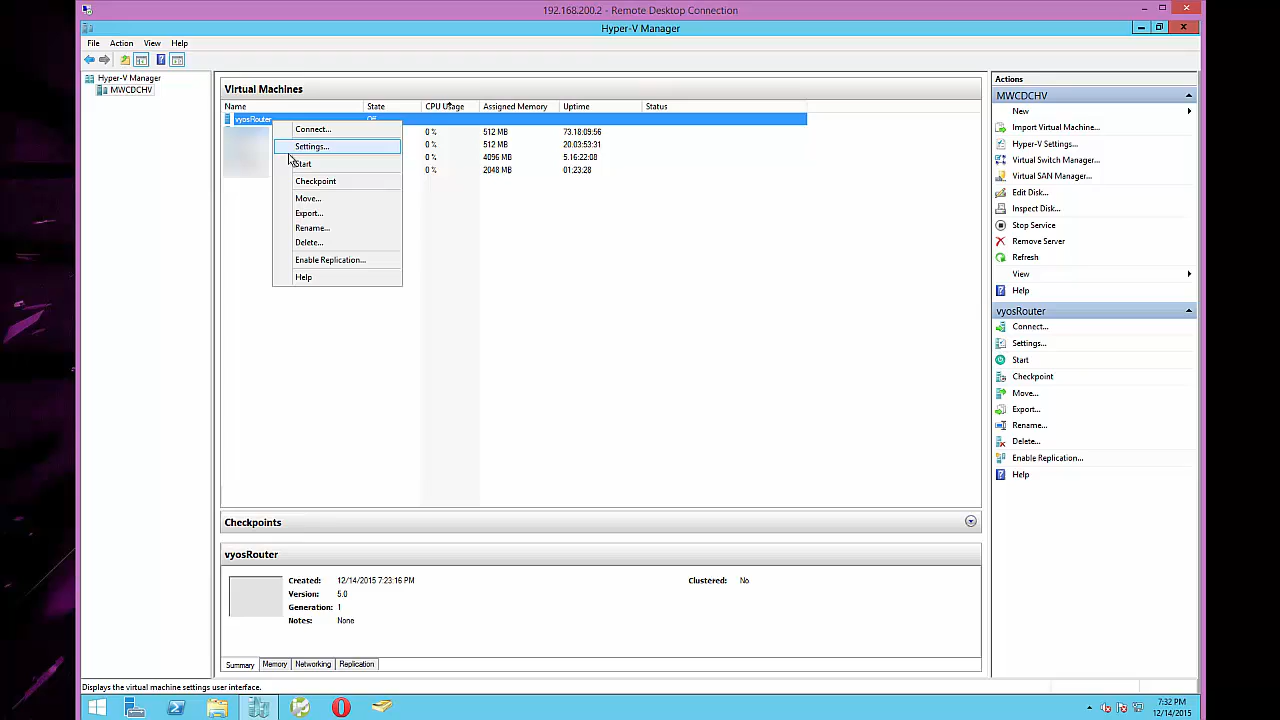 192.168.200.2 - Remote Desktop Connection
Hyper-V Manager
File Action View Help
Hyper-V Manager
MWCDCHV
Virtual Machines
Name State CPU Usage Assigned Memory Uptime Status
vyosRouter Off
0 % 512 MB 73.18:09:56
0 % 512 MB 20.03:53:31
0 % 4096 MB 5.16:22:08
0 % 2048 MB 01:23:28
Connect...
Settings...
Start
Checkpoint
Move...
Export...
Rename...
Delete...
Enable Replication...
Help
Checkpoints
vyosRouter
Created: 12/14/2015 7:23:16 PM Clustered: No
Version: 5.0
Generation: 1
Notes: None
Summary Memory Networking Replication
Actions
MWCDCHV
New
Import Virtual Machine...
Hyper-V Settings...
Virtual Switch Manager...
Virtual SAN Manager...
Edit Disk...
Inspect Disk...
Stop Service
Remove Server
Refresh
View
Help
vyosRouter
Connect...
Settings...
Start
Checkpoint
Move...
Export...
Rename...
Delete...
Enable Replication...
Help
Displays the virtual machine settings user interface.
7:32 PM
12/14/2015